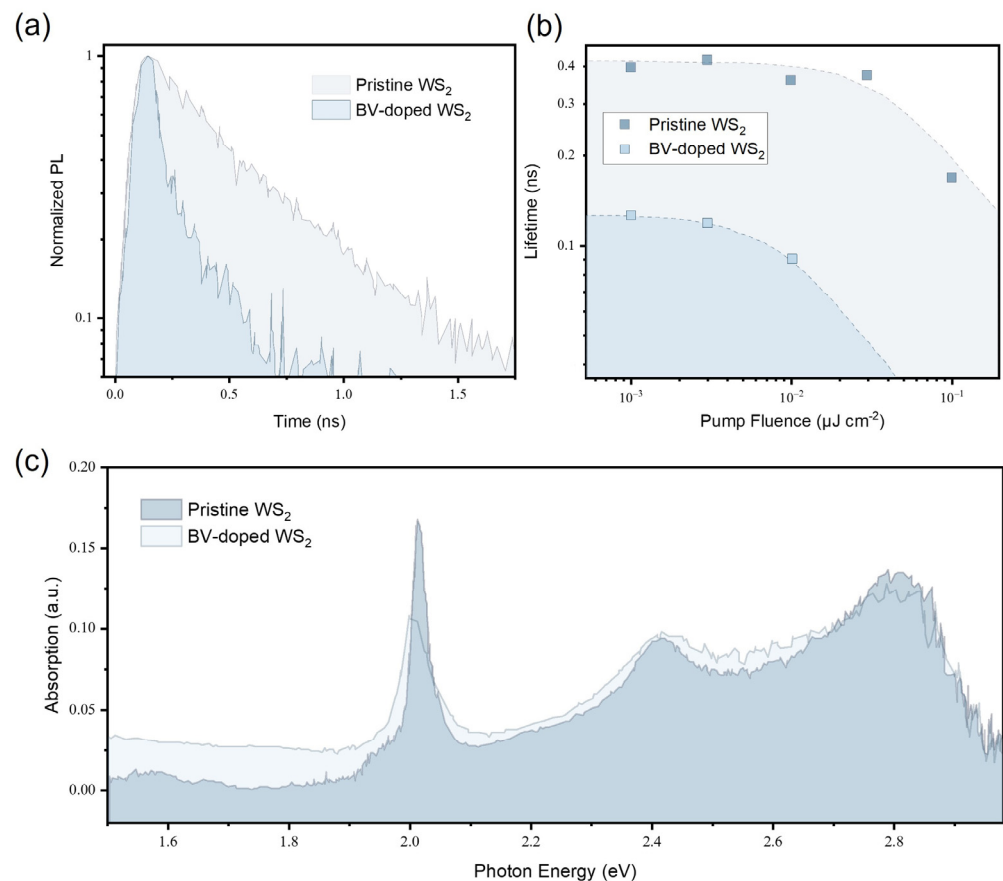 (a)
1
0.1
Normalized PL
Pristine WS₂
BV-doped WS₂
0.0 0.5 1.0 1.5
Time (ns)
(b)
0.4
0.3
0.2
0.1
Lifetime (ns)
Pristine WS₂
BV-doped WS₂
10⁻³ 10⁻² 10⁻¹
Pump Fluence (μJ cm⁻²)
(c)
0.20
0.15
0.10
0.05
0.00
Absorption (a.u.)
Pristine WS₂
BV-doped WS₂
1.6 1.8 2.0 2.2 2.4 2.6 2.8
Photon Energy (eV)